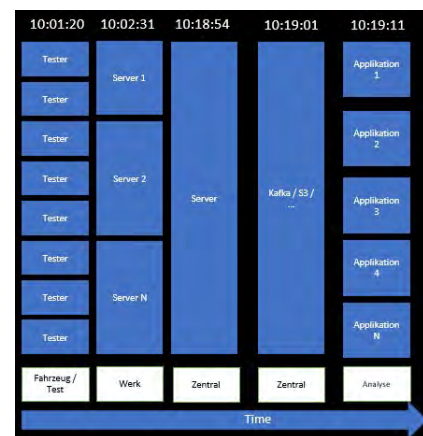 10:01:20 10:02:31 10:18:54 10:19:01 10:19:11
Tester
Tester
Tester
Tester
Tester
Tester
Tester
Tester
Server 1
Server 2
Server N
Server
Kafka / S3 /
...
Applikation
1
Applikation
2
Applikation
3
Applikation
4
Applikation
N
Fahrzeug /
Test
Werk
Zentral
Zentral
Analyse
Time